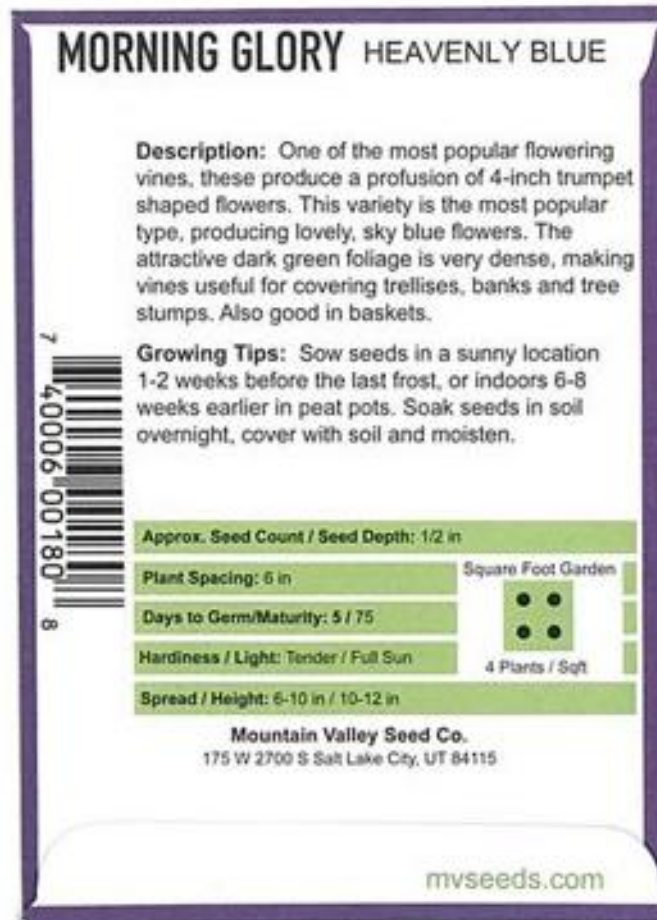 MORNING GLORY HEAVENLY BLUE
Description: One of the most popular flowering
vines, these produce a profusion of 4-inch trumpet
shaped flowers. This variety is the most popular
type, producing lovely, sky blue flowers. The
attractive dark green foliage is very dense, making
vines useful for covering trellises, banks and tree
stumps. Also good in baskets.
Growing Tips: Sow seeds in a sunny location
1-2 weeks before the last frost, or indoors 6-8
weeks earlier in peat pots. Soak seeds in soil
overnight, cover with soil and moisten.
7 40006 00180 8
Approx. Seed Count / Seed Depth: 1/2 in
Plant Spacing: 6 in
Days to Germ/Maturity: 5 / 75
Hardiness / Light: Tender / Full Sun
Spread / Height: 6-10 in / 10-12 in
Square Foot Garden
4 Plants / Sqft
Mountain Valley Seed Co.
175 W 2700 S Salt Lake City, UT 84115
mvseeds.com